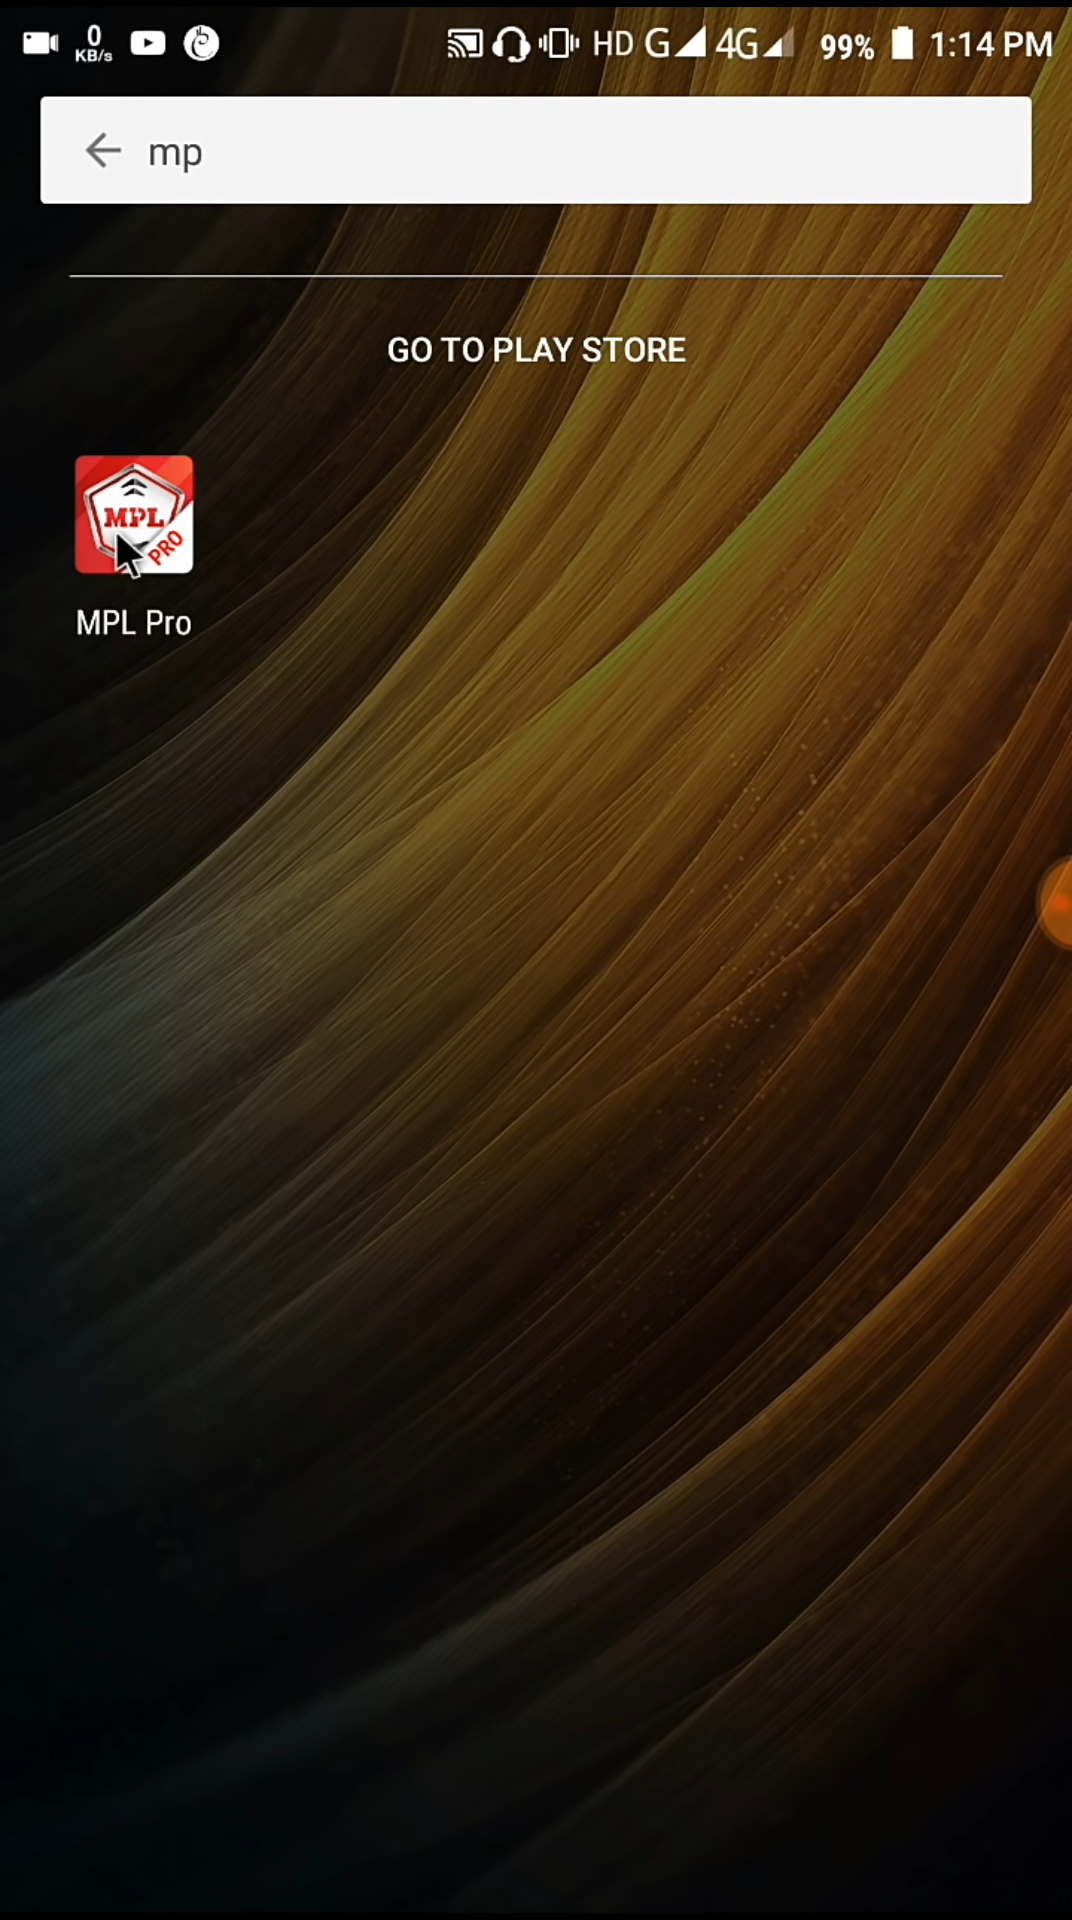 0 KB/s HD G 4G 99% 1:14 PM
mp
GO TO PLAY STORE
MPL
PRO
MPL Pro